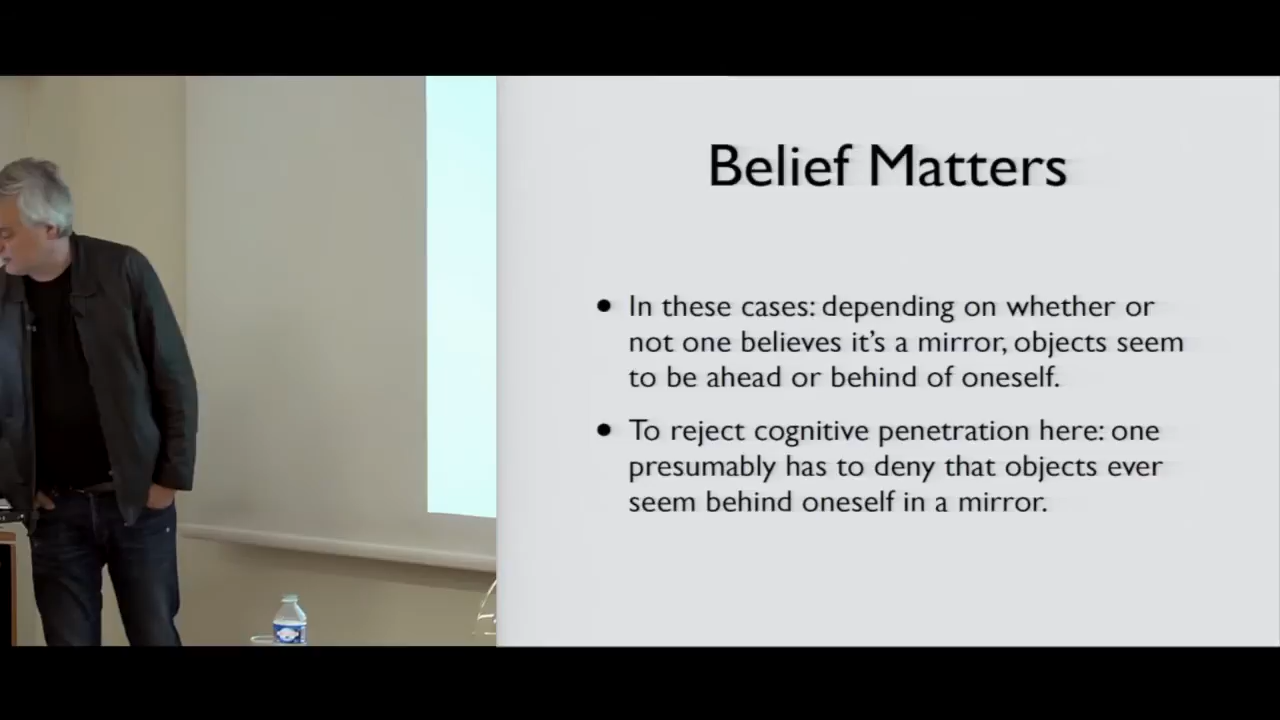 Belief Matters
• In these cases: depending on whether or
not one believes it’s a mirror, objects seem
to be ahead or behind of oneself.
• To reject cognitive penetration here: one
presumably has to deny that objects ever
seem behind oneself in a mirror.